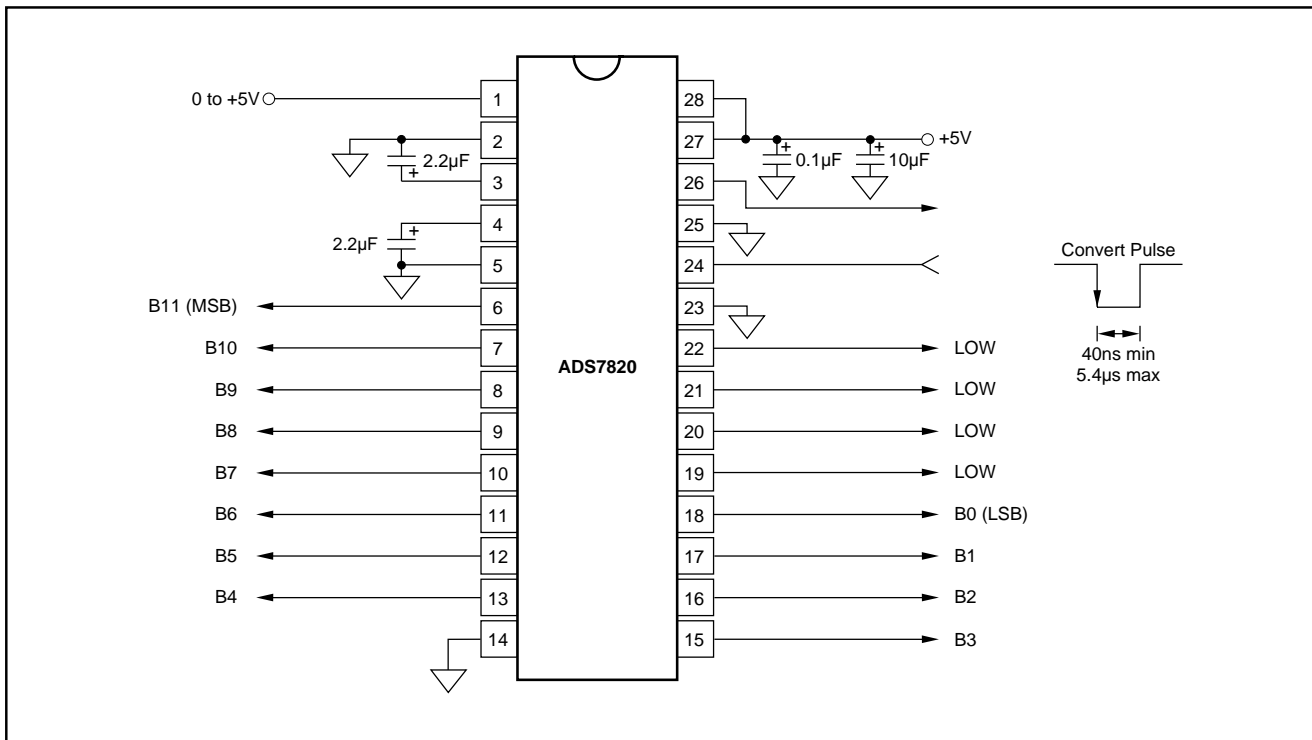 0 to +5V
1
28
2
27
+
+
+5V
2.2µF
0.1µF
10µF
+
3
26
4
+
25
2.2µF
5
24
Convert Pulse
B11 (MSB)
6
23
B10
7
22
LOW
40ns min
5.4µs max
ADS7820
B9
8
21
LOW
B8
9
20
LOW
B7
10
19
LOW
B6
11
18
B0 (LSB)
B5
12
17
B1
B4
13
16
B2
14
15
B3